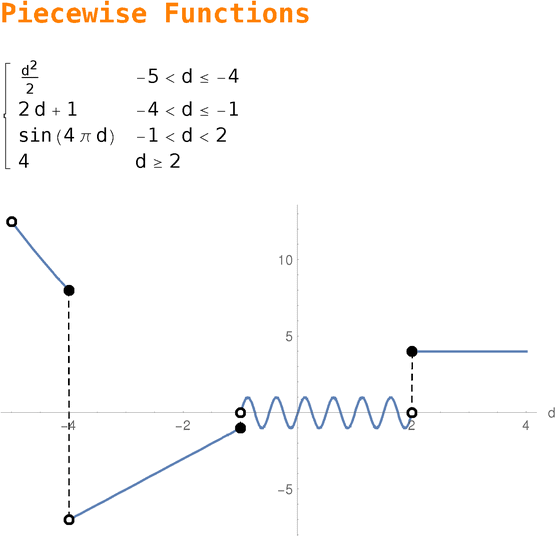 Piecewise Functions
d²/2 -5 < d ≤ -4
2 d + 1 -4 < d ≤ -1
sin (4 π d) -1 < d < 2
4 d ≥ 2
10
5
-4 -2 2 4 d
-5